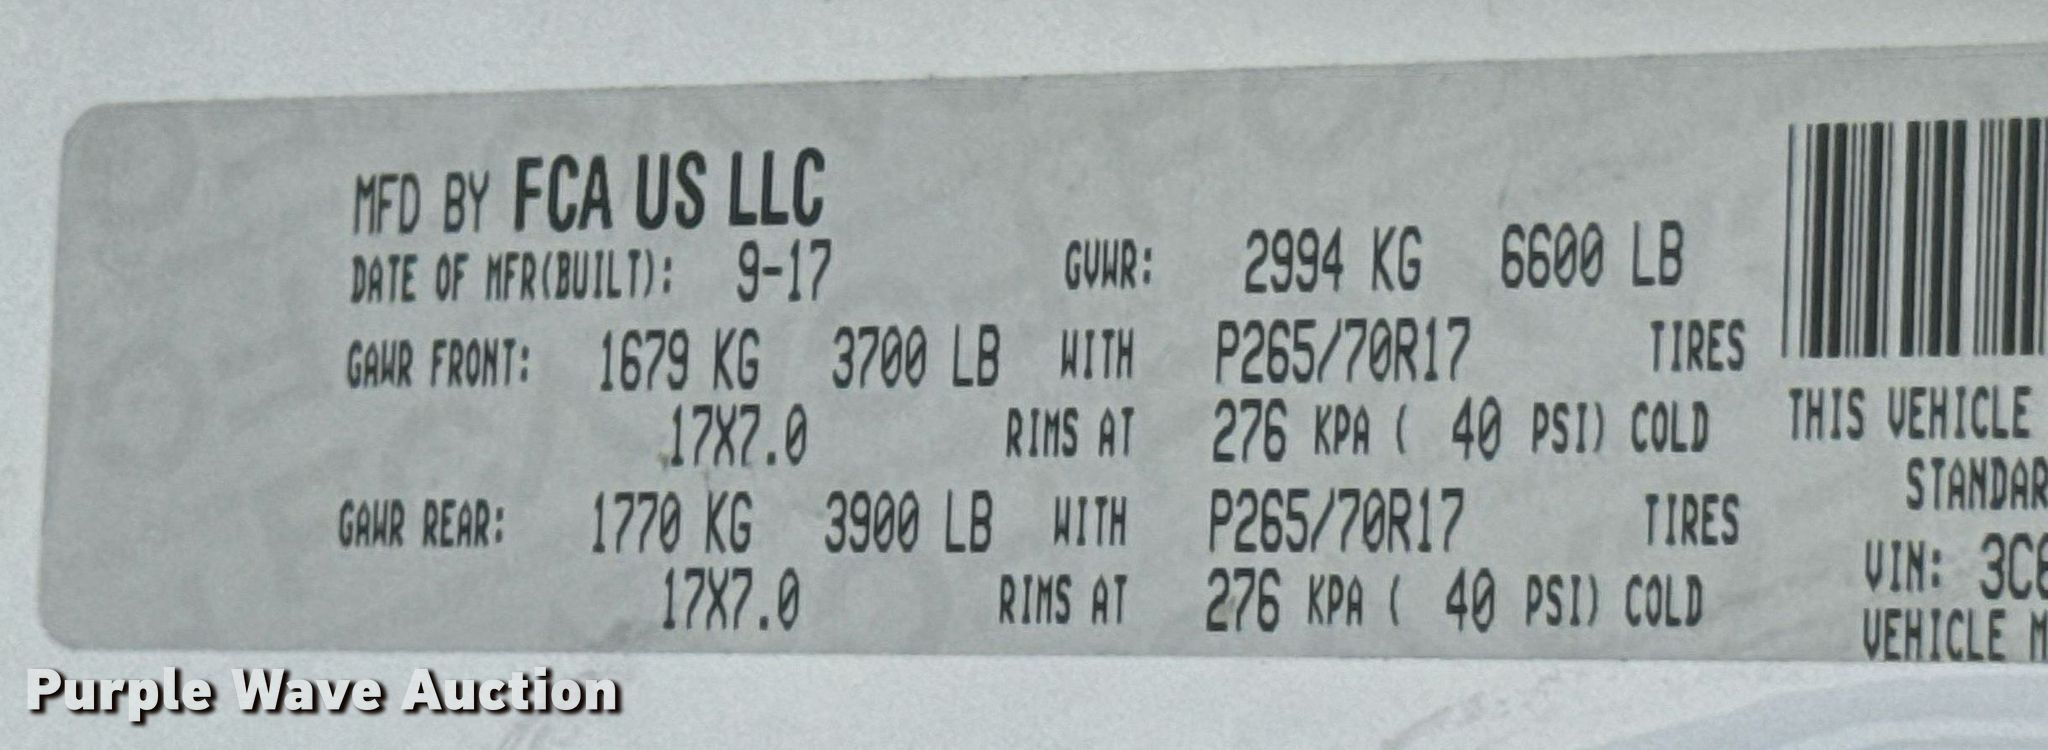 MFD BY FCA US LLC
DATE OF MFR(BUILT): 9-17 GVWR: 2994 KG 6600 LB
GAWR FRONT: 1679 KG 3700 LB WITH P265/70R17 TIRES
17X7.0 RIMS AT 276 KPA ( 40 PSI) COLD
GAWR REAR: 1770 KG 3900 LB WITH P265/70R17 TIRES
17X7.0 RIMS AT 276 KPA ( 40 PSI) COLD
THIS VEHICLE
STANDAR
VIN: 3C6
VEHICLE M
Purple Wave Auction